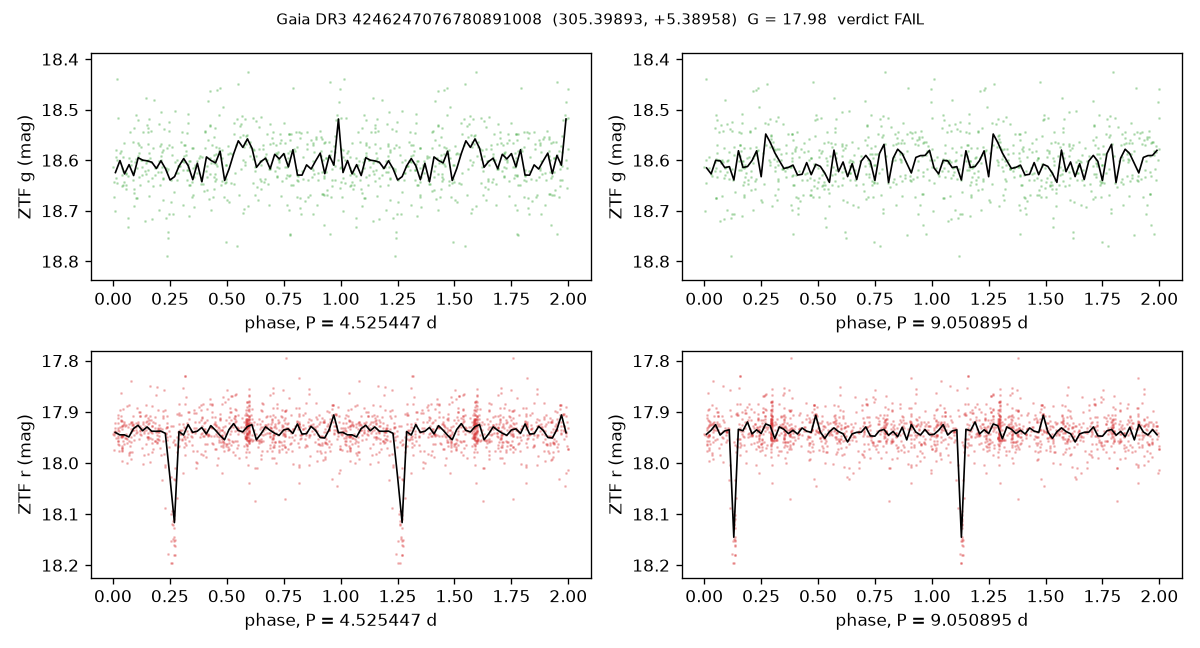 Gaia DR3 4246247076780891008 (305.39893, +5.38958) G = 17.98 verdict FAIL
ZTF g (mag)
18.4
18.5
18.6
18.7
18.8
0.00 0.25 0.50 0.75 1.00 1.25 1.50 1.75 2.00
phase, P = 4.525447 d
ZTF g (mag)
18.4
18.5
18.6
18.7
18.8
0.00 0.25 0.50 0.75 1.00 1.25 1.50 1.75 2.00
phase, P = 9.050895 d
ZTF r (mag)
17.8
17.9
18.0
18.1
18.2
0.00 0.25 0.50 0.75 1.00 1.25 1.50 1.75 2.00
phase, P = 4.525447 d
ZTF r (mag)
17.8
17.9
18.0
18.1
18.2
0.00 0.25 0.50 0.75 1.00 1.25 1.50 1.75 2.00
phase, P = 9.050895 d